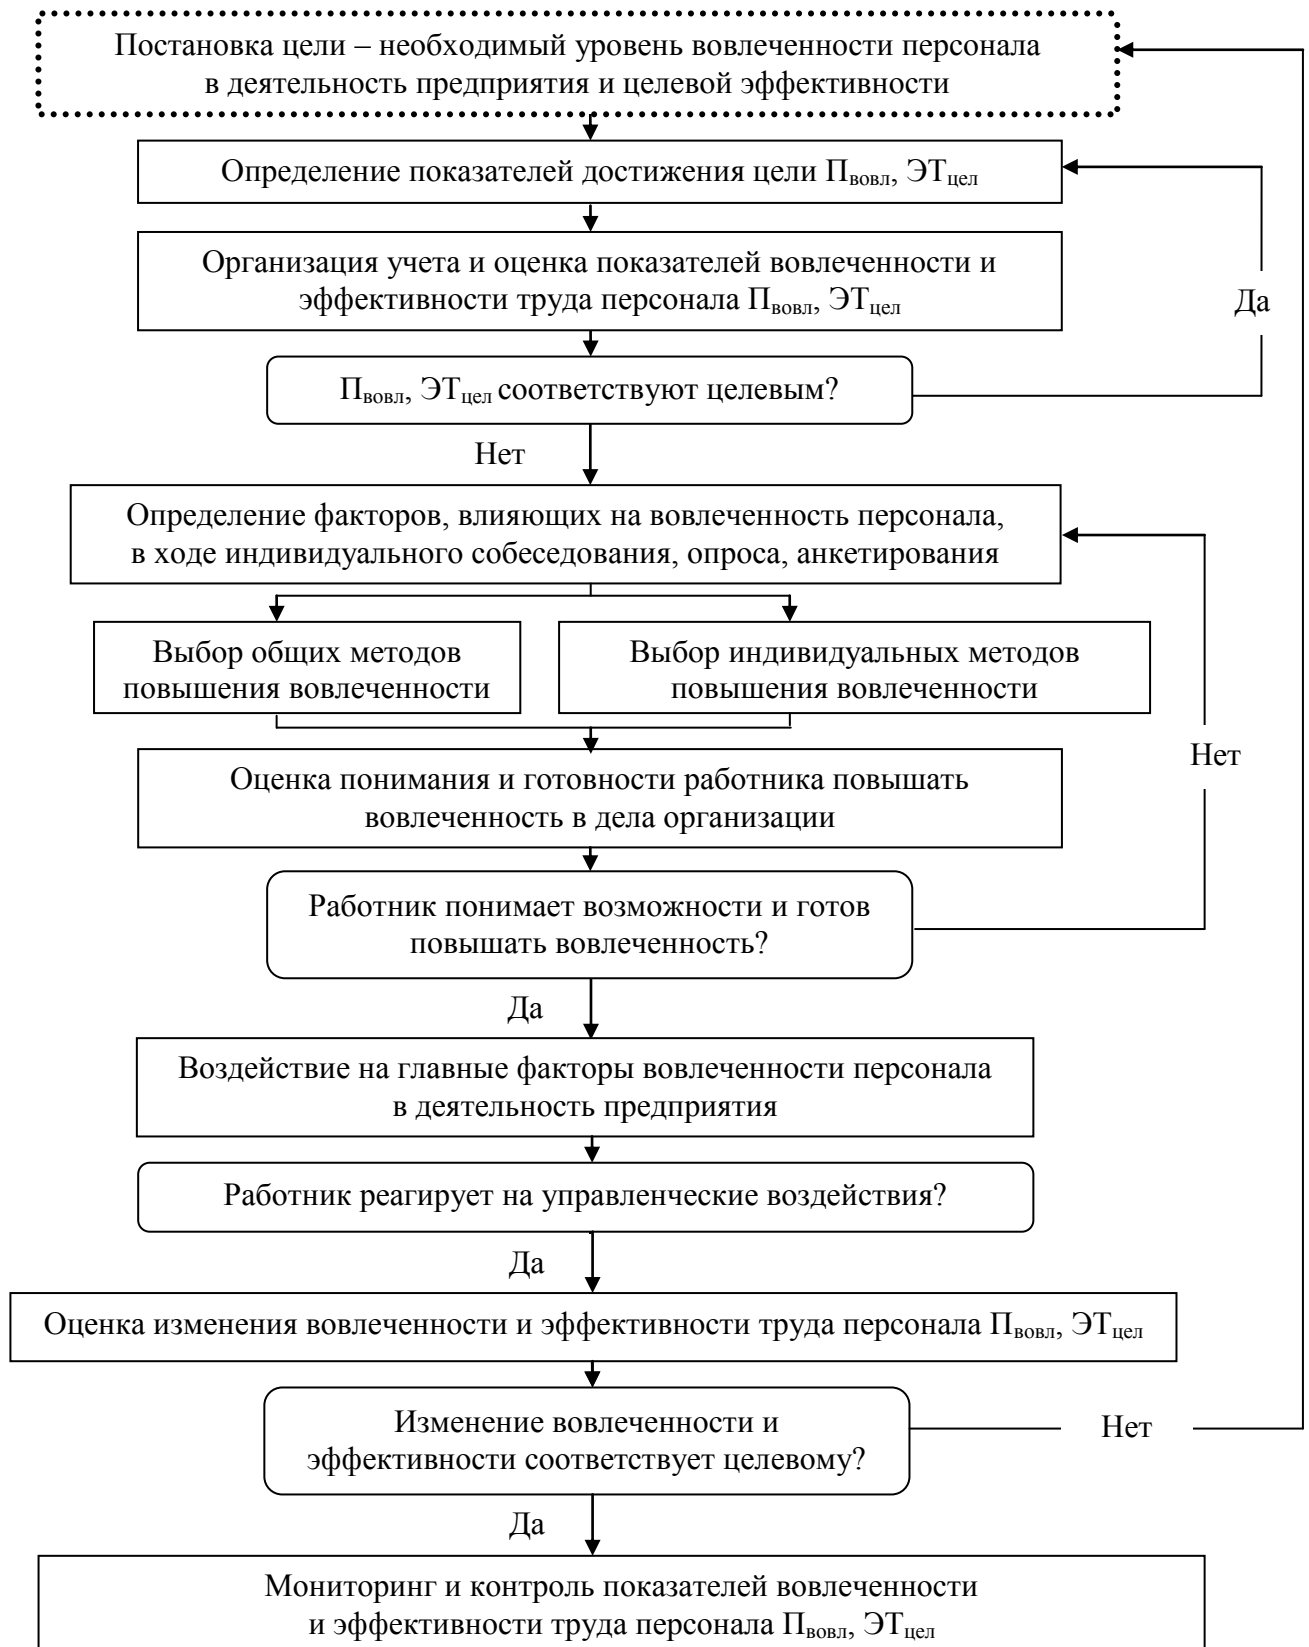 Постановка цели – необходимый уровень вовлеченности персонала
в деятельность предприятия и целевой эффективности
Определение показателей достижения цели Пвовл, ЭТцел
Организация учета и оценка показателей вовлеченности и
эффективности труда персонала Пвовл, ЭТцел
Да
Пвовл, ЭТцел соответствуют целевым?
Нет
Определение факторов, влияющих на вовлеченность персонала,
в ходе индивидуального собеседования, опроса, анкетирования
Выбор общих методов
повышения вовлеченности
Выбор индивидуальных методов
повышения вовлеченности
Нет
Оценка понимания и готовности работника повышать
вовлеченность в дела организации
Работник понимает возможности и готов
повышать вовлеченность?
Да
Воздействие на главные факторы вовлеченности персонала
в деятельность предприятия
Работник реагирует на управленческие воздействия?
Да
Оценка изменения вовлеченности и эффективности труда персонала Пвовл, ЭТцел
Изменение вовлеченности и
эффективности соответствует целевому?
Нет
Да
Мониторинг и контроль показателей вовлеченности
и эффективности труда персонала Пвовл, ЭТцел